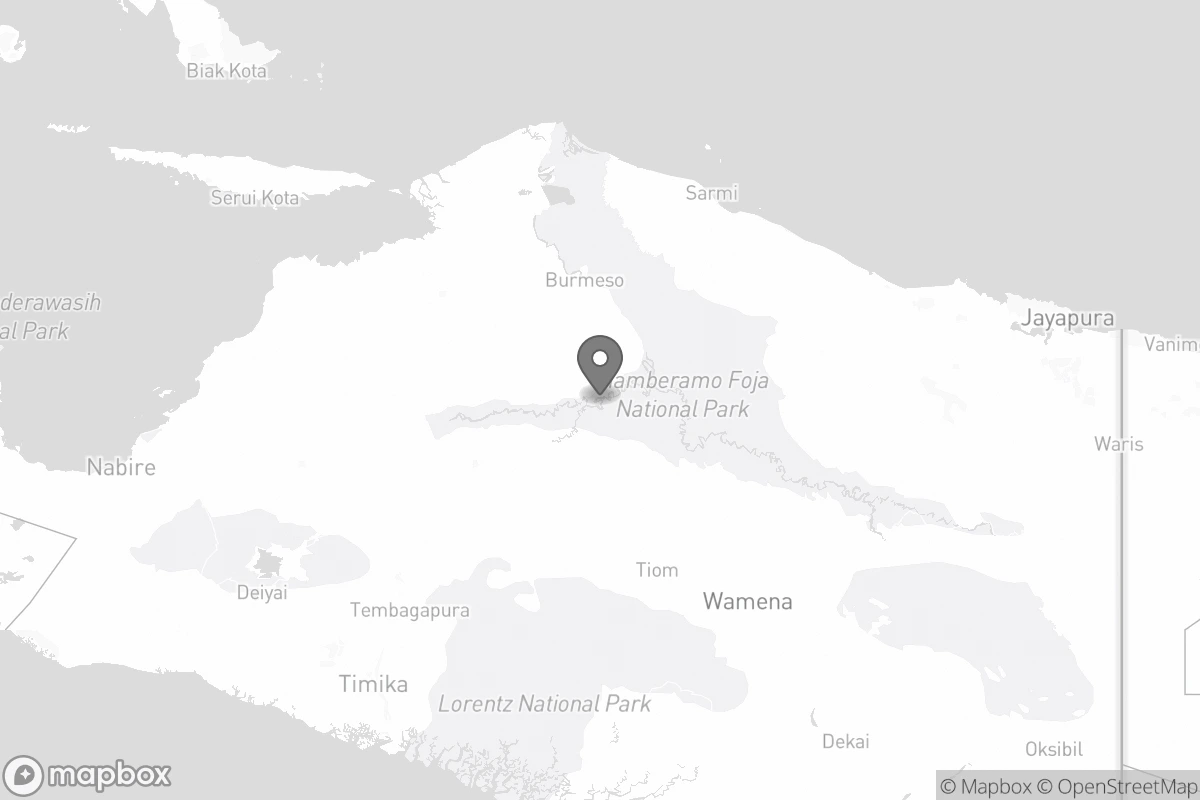 Biak Kota
Serui Kota
Sarmi
Burmeso
derawasih
al Park
Jayapura
Vanim
amberamo Foja
National Park
Waris
Nabire
Tiom
Deiyai
Wamena
Tembagapura
Timika
Lorentz National Park
Dekai
Oksibil
mapbox
© Mapbox © OpenStreetMap